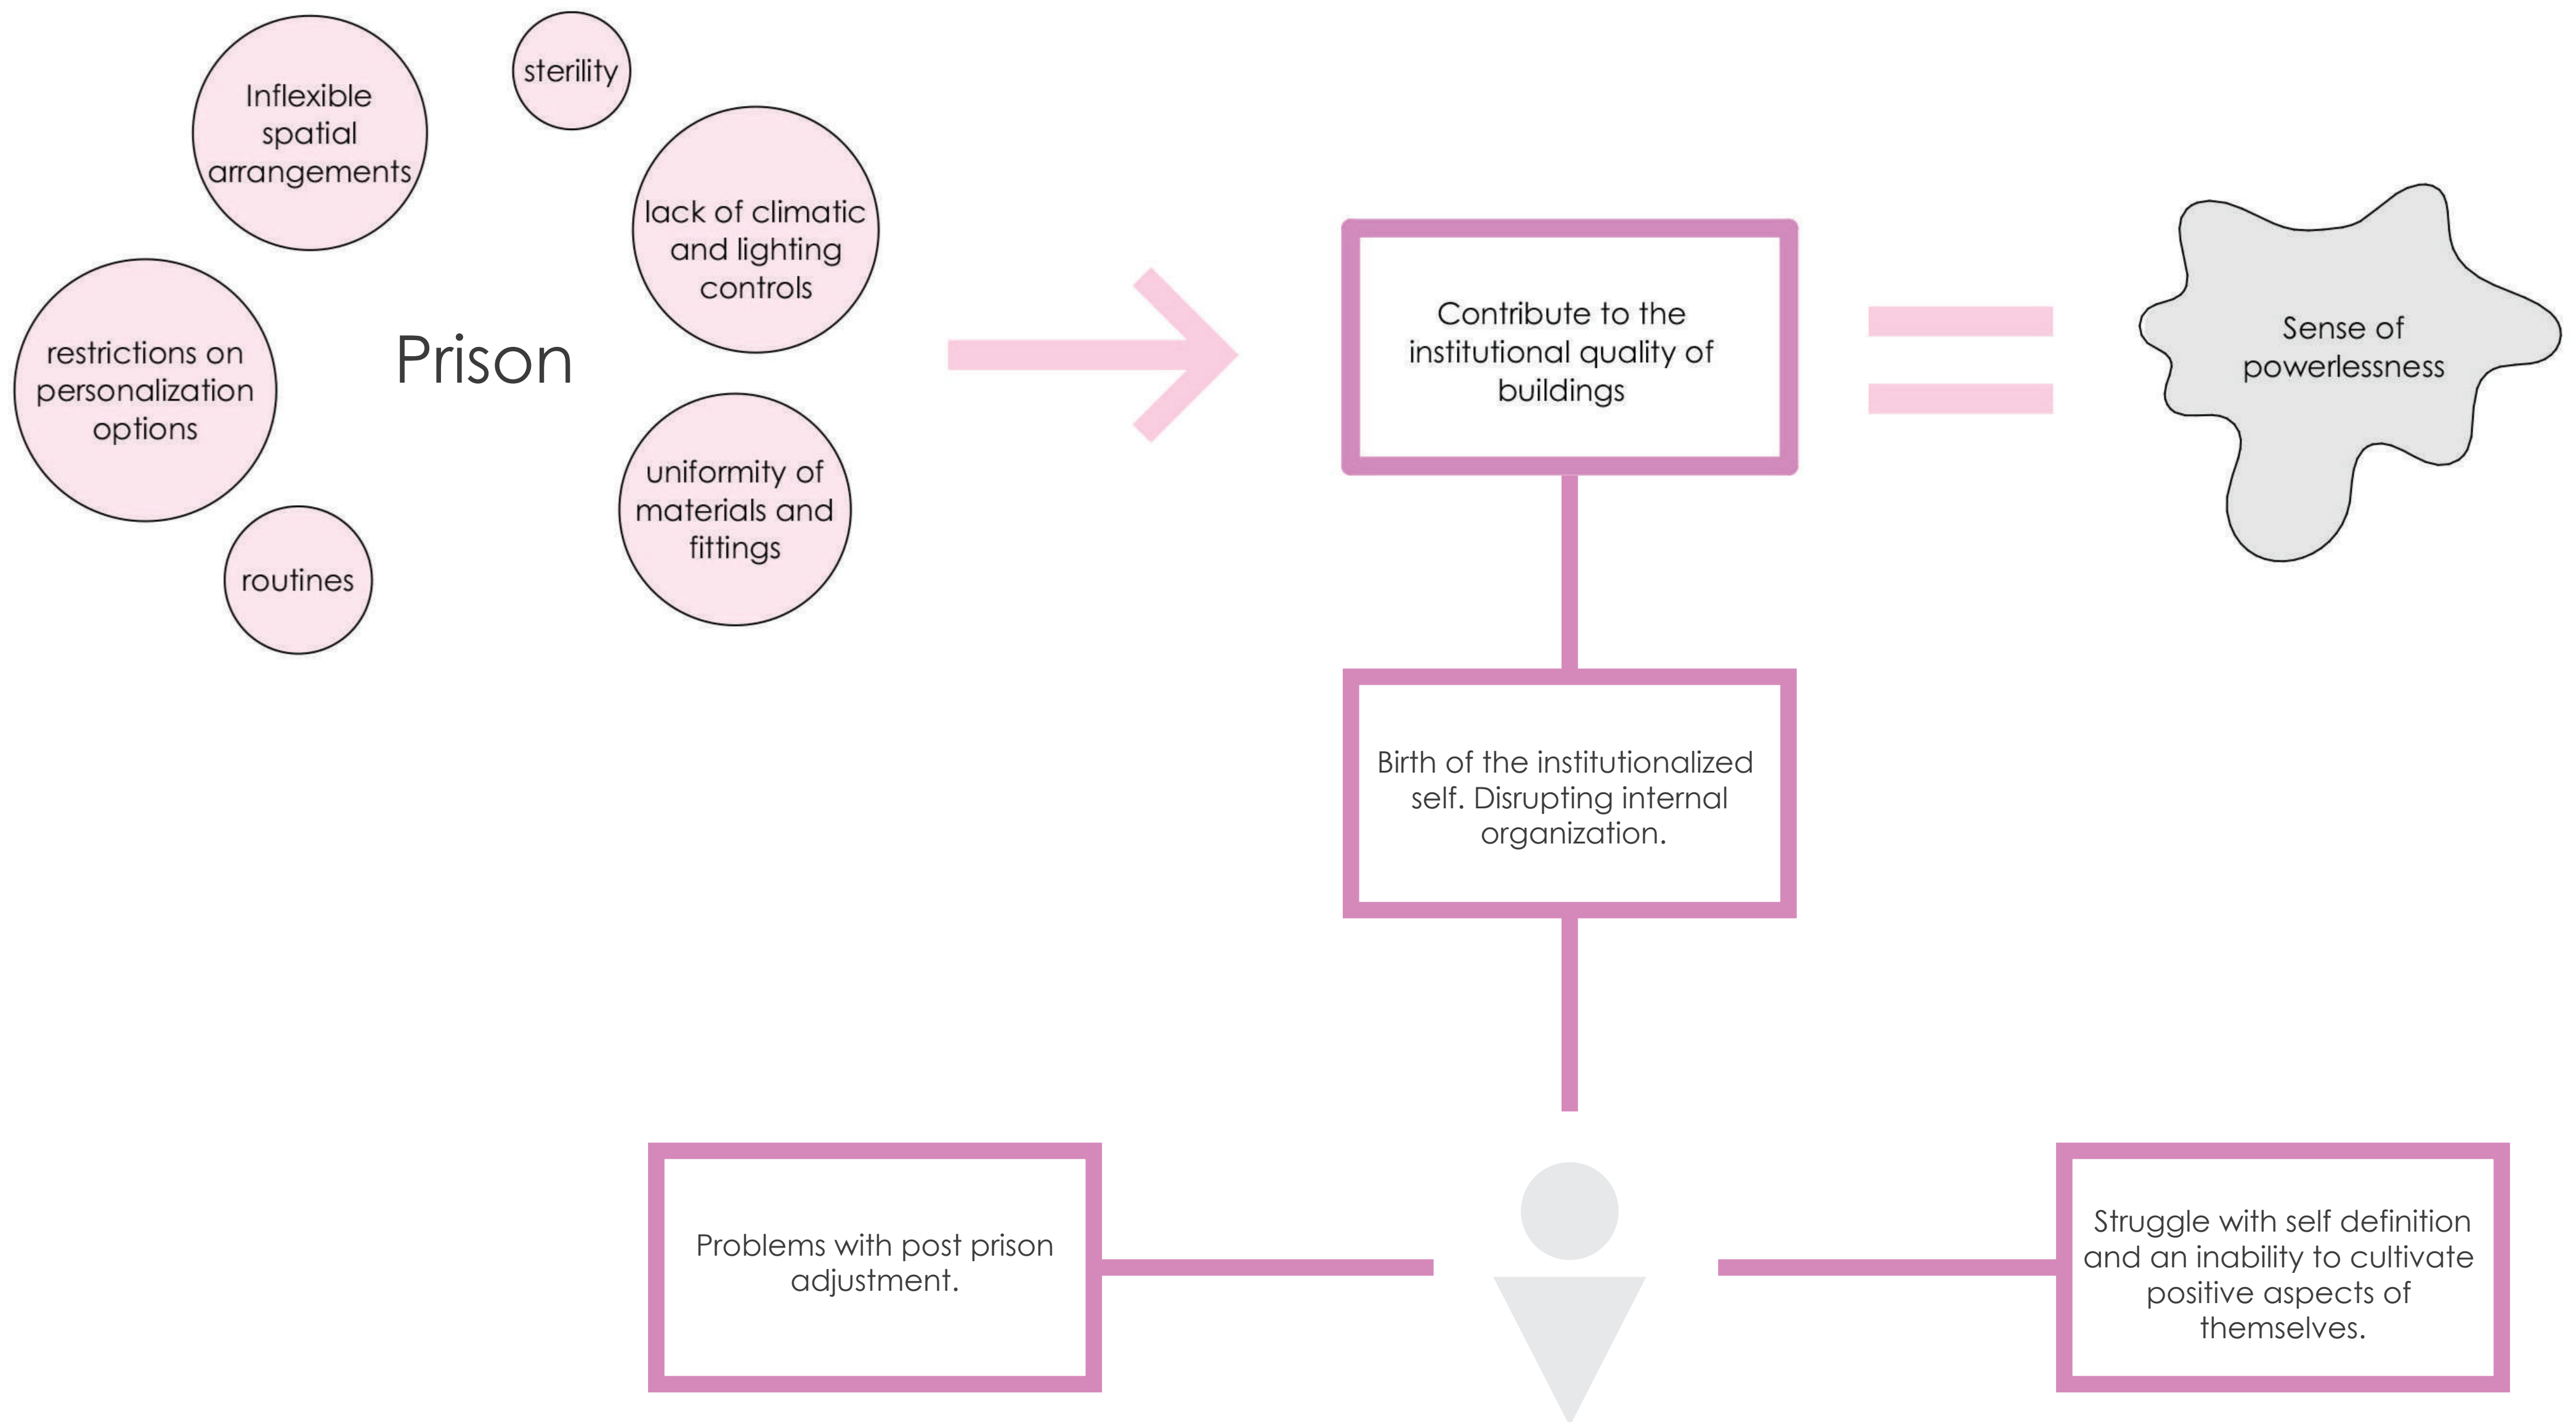 Inflexible
spatial
arrangements
sterility
lack of climatic
and lighting
controls
restrictions on
personalization
options
Prison
uniformity of
materials and
fittings
routines
Contribute to the
institutional quality of
buildings
Sense of
powerlessness
Birth of the institutionalized
self. Disrupting internal
organization.
Problems with post prison
adjustment.
Struggle with self definition
and an inability to cultivate
positive aspects of
themselves.